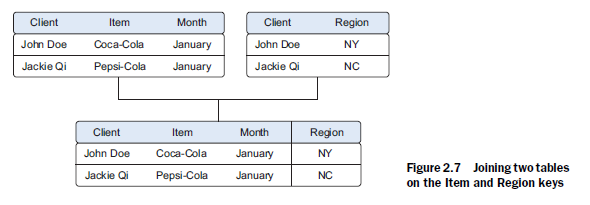 Client Item Month
John Doe Coca-Cola January
Jackie Qi Pepsi-Cola January
Client Region
John Doe NY
Jackie Qi NC
Client Item Month Region
John Doe Coca-Cola January NY
Jackie Qi Pepsi-Cola January NC
Figure 2.7 Joining two tables
on the Item and Region keys